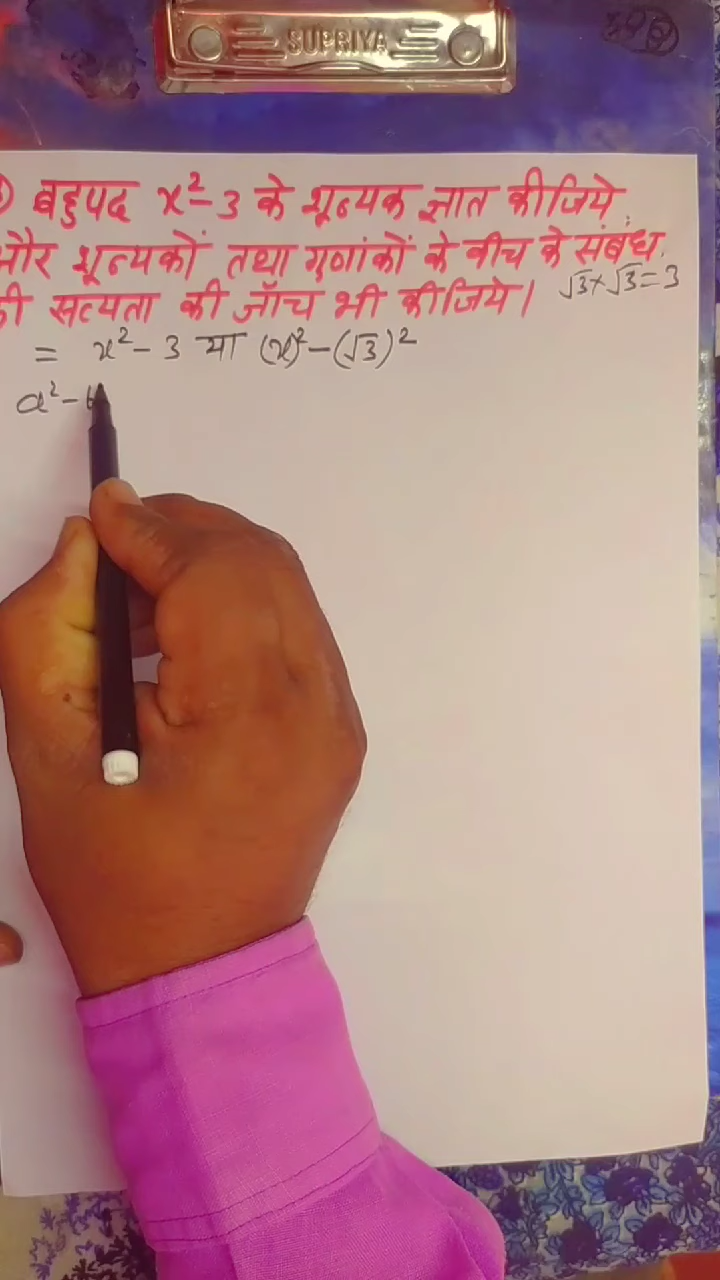 SUPRIYA
बहुपद x²-3 के शून्यक ज्ञात कीजिये
और शून्यकों तथा गुणांकों के बीच के संबंध
की सत्यता की जाँच भी कीजिये।
√3×√3=3
= x²-3 या (x)²-(√3)²
a²-